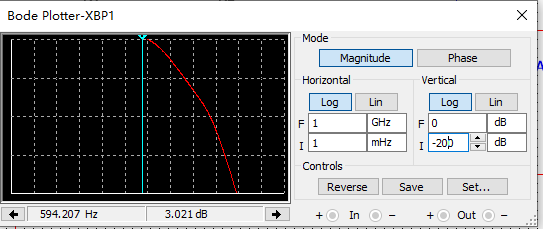 Bode Plotter-XBP1
Mode
Magnitude Phase
Horizontal Vertical
Log Lin Log Lin
F 1 GHz F 0 dB
I 1 mHz I -200 dB
Controls
Reverse Save Set...
594.207 Hz 3.021 dB + In - + Out -